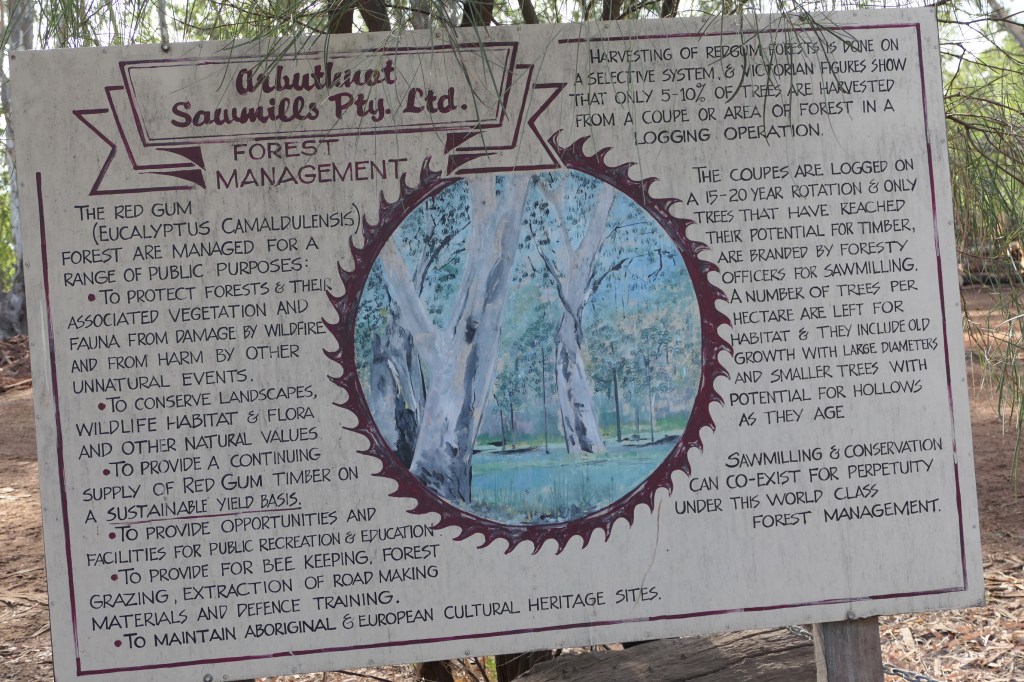 Arbuthnot
Sawmills Pty. Ltd.
FOREST
MANAGEMENT
THE RED GUM
(EUCALYPTUS CAMALDULENSIS)
FOREST ARE MANAGED FOR A
RANGE OF PUBLIC PURPOSES:
• TO PROTECT FORESTS & THEIR
ASSOCIATED VEGETATION AND
FAUNA FROM DAMAGE BY WILDFIRE
AND FROM HARM BY OTHER
UNNATURAL EVENTS.
• TO CONSERVE LANDSCAPES,
WILDLIFE HABITAT & FLORA
AND OTHER NATURAL VALUES
• TO PROVIDE A CONTINUING
SUPPLY OF RED GUM TIMBER ON
A SUSTAINABLE YIELD BASIS.
• TO PROVIDE OPPORTUNITIES AND
FACILITIES FOR PUBLIC RECREATION & EDUCATION
• TO PROVIDE FOR BEE KEEPING, FOREST
GRAZING, EXTRACTION OF ROAD MAKING
MATERIALS AND DEFENCE TRAINING.
• TO MAINTAIN ABORIGINAL & EUROPEAN CULTURAL HERITAGE SITES.
HARVESTING OF REDGUM FORESTS IS DONE ON
A SELECTIVE SYSTEM, & VICTORIAN FIGURES SHOW
THAT ONLY 5-10% OF TREES ARE HARVESTED
FROM A COUPE OR AREA OF FOREST IN A
LOGGING OPERATION.
THE COUPES ARE LOGGED ON
A 15-20 YEAR ROTATION & ONLY
TREES THAT HAVE REACHED
THEIR POTENTIAL FOR TIMBER,
ARE BRANDED BY FORESTY
OFFICERS FOR SAWMILLING.
A NUMBER OF TREES PER
HECTARE ARE LEFT FOR
HABITAT & THEY INCLUDE OLD
GROWTH WITH LARGE DIAMETERS
AND SMALLER TREES WITH
POTENTIAL FOR HOLLOWS
AS THEY AGE
SAWMILLING & CONSERVATION
CAN CO-EXIST FOR PERPETUITY
UNDER THIS WORLD CLASS
FOREST MANAGEMENT.